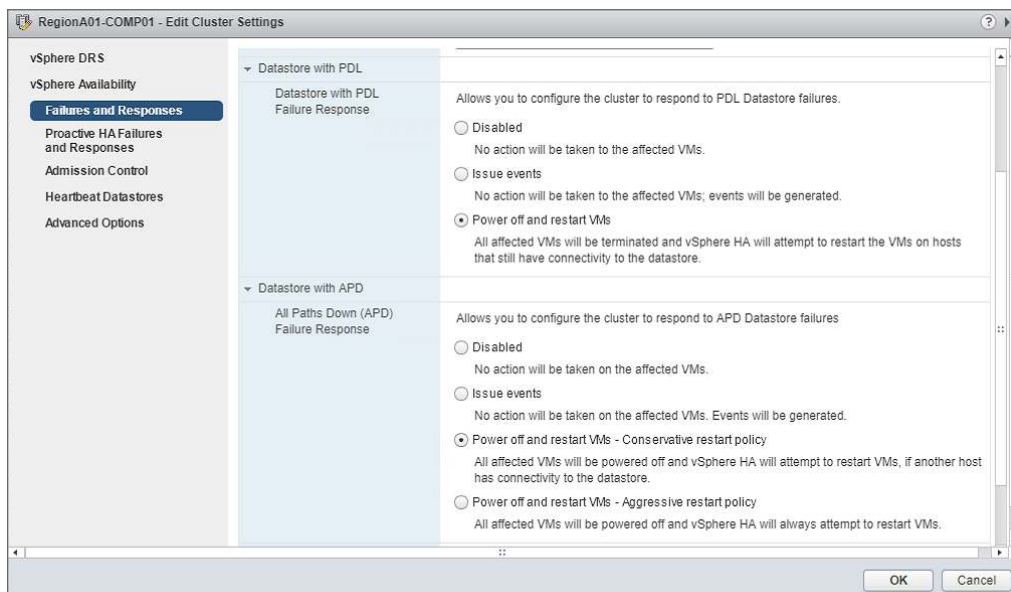 RegionA01-COMP01 - Edit Cluster Settings
?
vSphere DRS
vSphere Availability
Failures and Responses
Proactive HA Failures
and Responses
Admission Control
Heartbeat Datastores
Advanced Options
Datastore with PDL
Datastore with PDL
Failure Response
Allows you to configure the cluster to respond to PDL Datastore failures.
Disabled
No action will be taken to the affected VMs.
Issue events
No action will be taken to the affected VMs; events will be generated.
Power off and restart VMs
All affected VMs will be terminated and vSphere HA will attempt to restart the VMs on hosts
that still have connectivity to the datastore.
Datastore with APD
All Paths Down (APD)
Failure Response
Allows you to configure the cluster to respond to APD Datastore failures
Disabled
No action will be taken on the affected VMs.
Issue events
No action will be taken on the affected VMs. Events will be generated.
Power off and restart VMs - Conservative restart policy
All affected VMs will be powered off and vSphere HA will attempt to restart VMs, if another host
has connectivity to the datastore.
Power off and restart VMs - Aggressive restart policy
All affected VMs will be powered off and vSphere HA will always attempt to restart VMs.
OK
Cancel